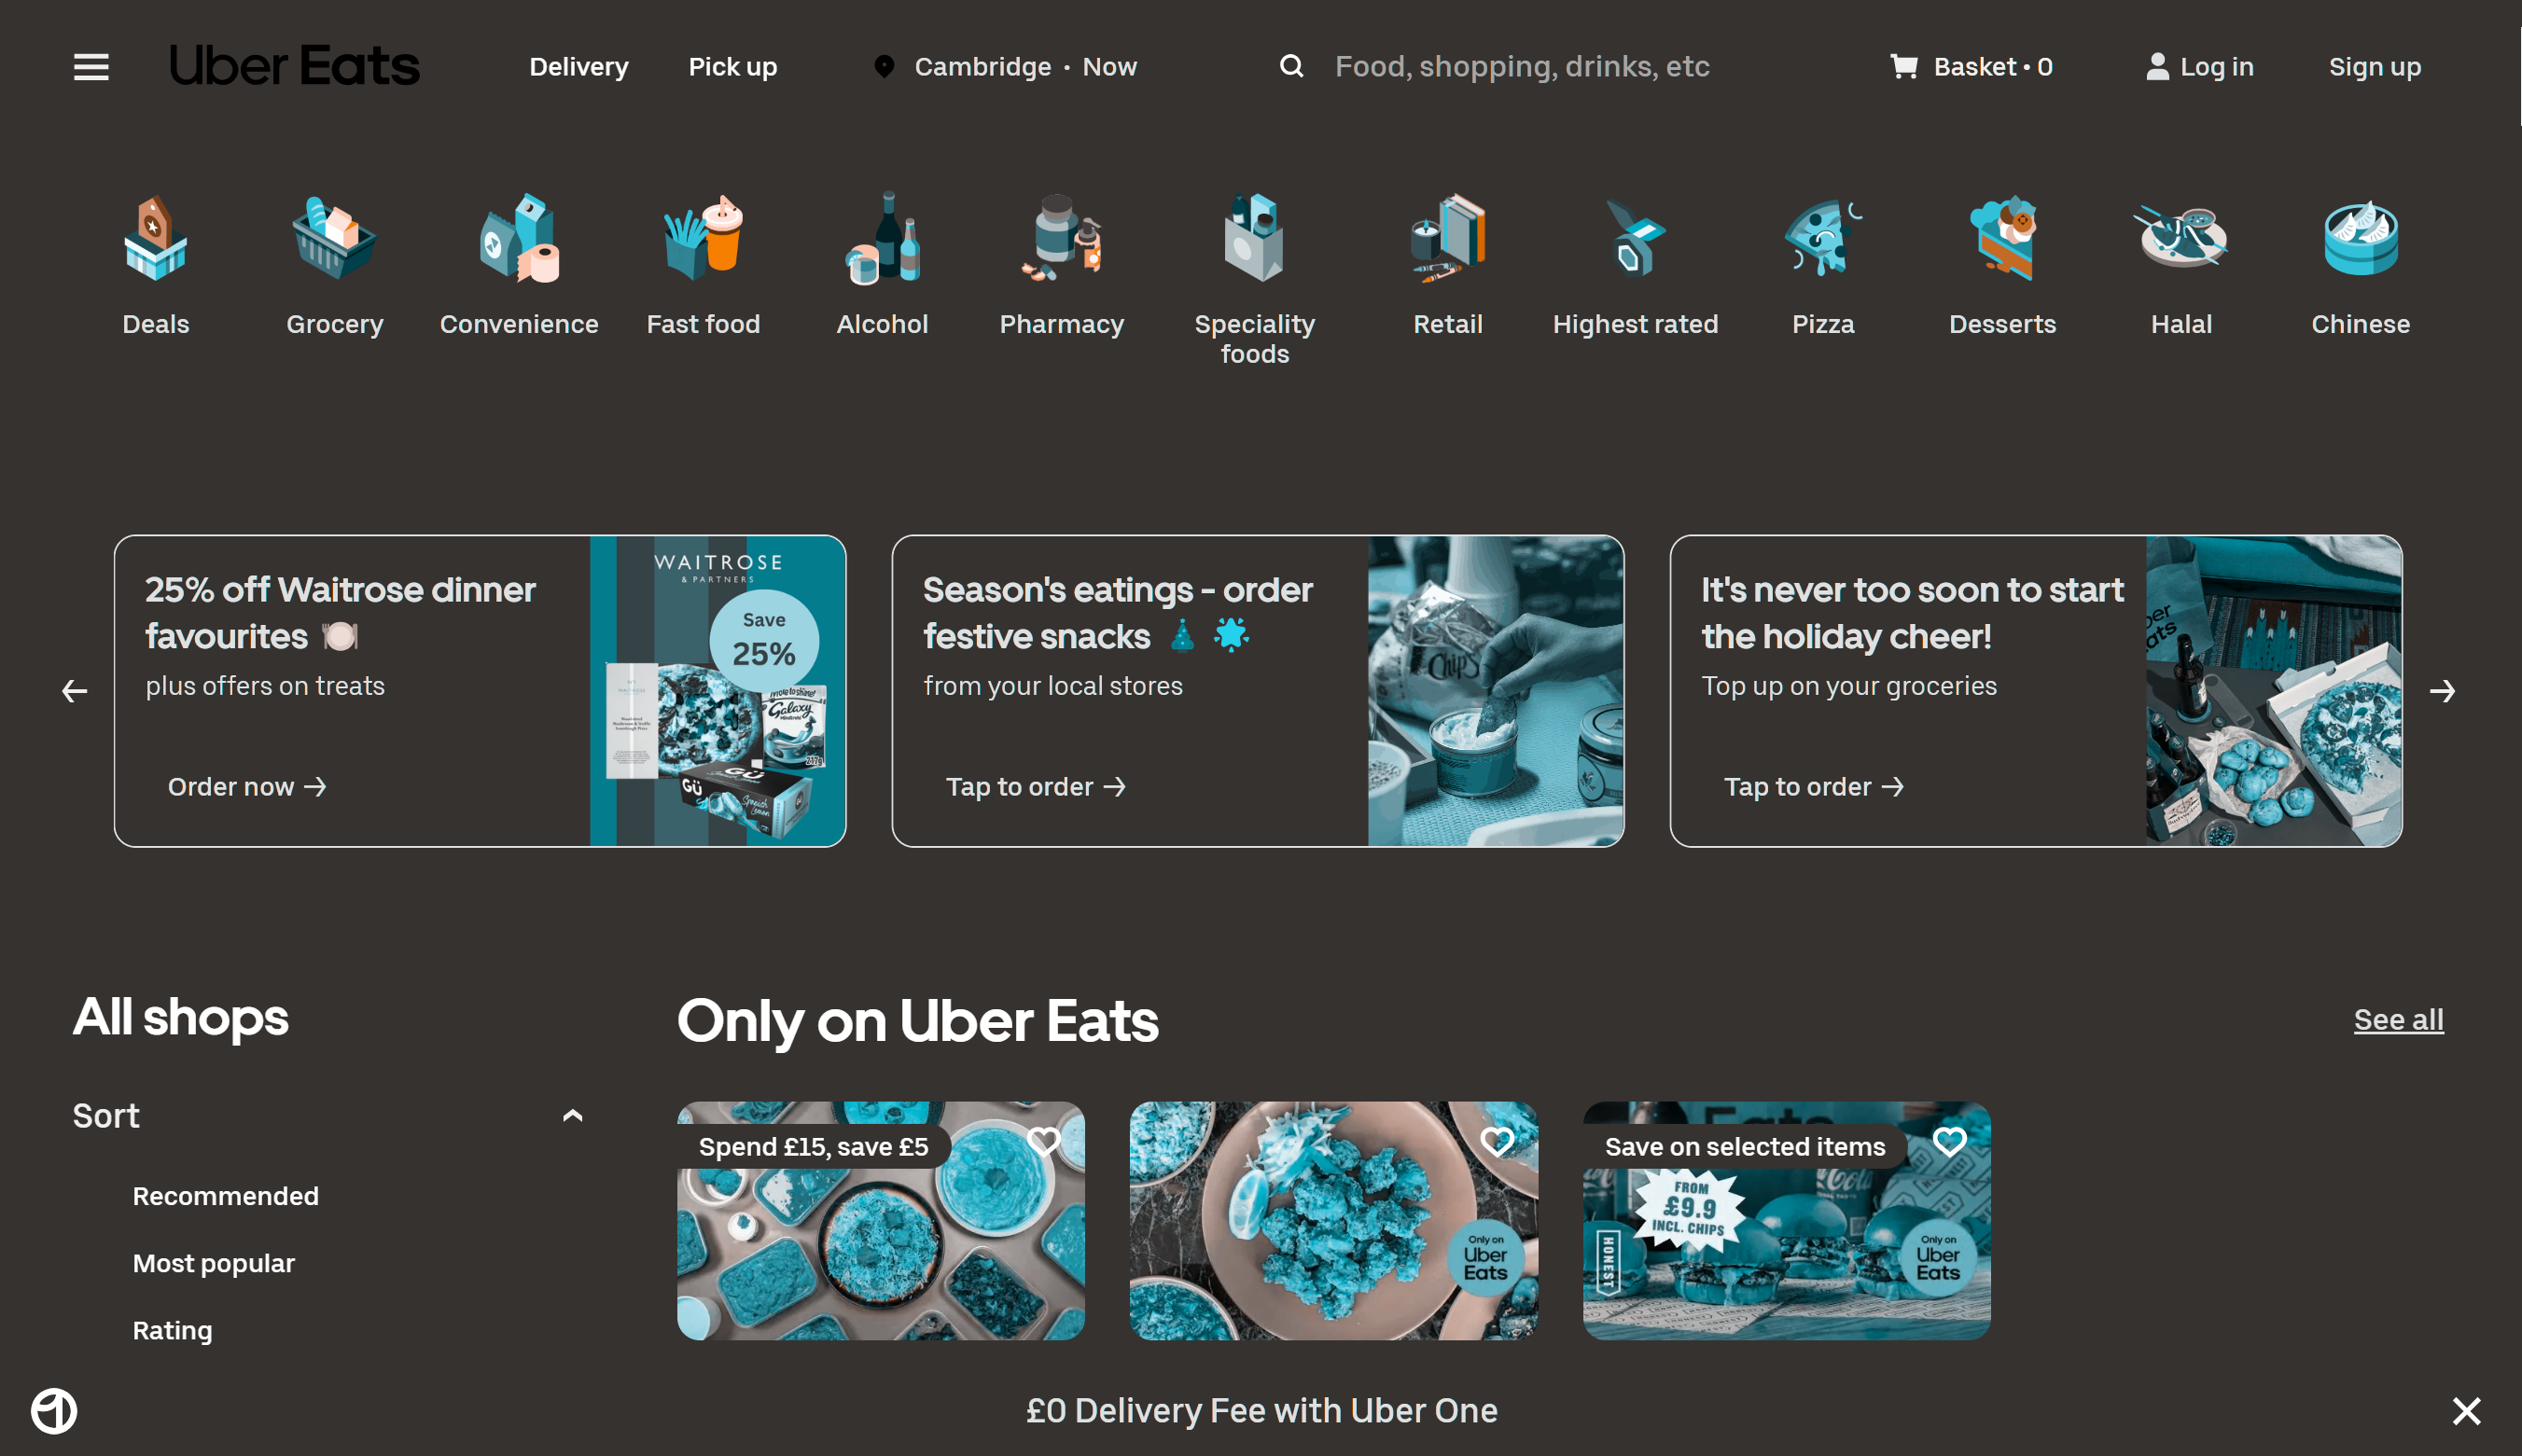 Uber Eats
Delivery
Pick up
Cambridge • Now
Food, shopping, drinks, etc
Basket • 0
Log in
Sign up
Deals
Grocery
Convenience
Fast food
Alcohol
Pharmacy
Speciality
foods
Retail
Highest rated
Pizza
Desserts
Halal
Chinese
25% off Waitrose dinner
favourites 🍽️
plus offers on treats
Order now →
WAITROSE
& PARTNERS
Save
25%
Galaxy
GÜ
GÜ
Spanish
Lemon
Season's eatings - order
festive snacks 🎄 🌟
from your local stores
Tap to order →
Chips
It's never too soon to start
the holiday cheer!
Top up on your groceries
Tap to order →
All shops
Sort
Recommended
Most popular
Rating
Only on Uber Eats
See all
Spend £15, save £5
Only on
Uber
Eats
Save on selected items
FROM
£9.9
INCL. CHIPS
HONEST
Only on
Uber
Eats
£0 Delivery Fee with Uber One